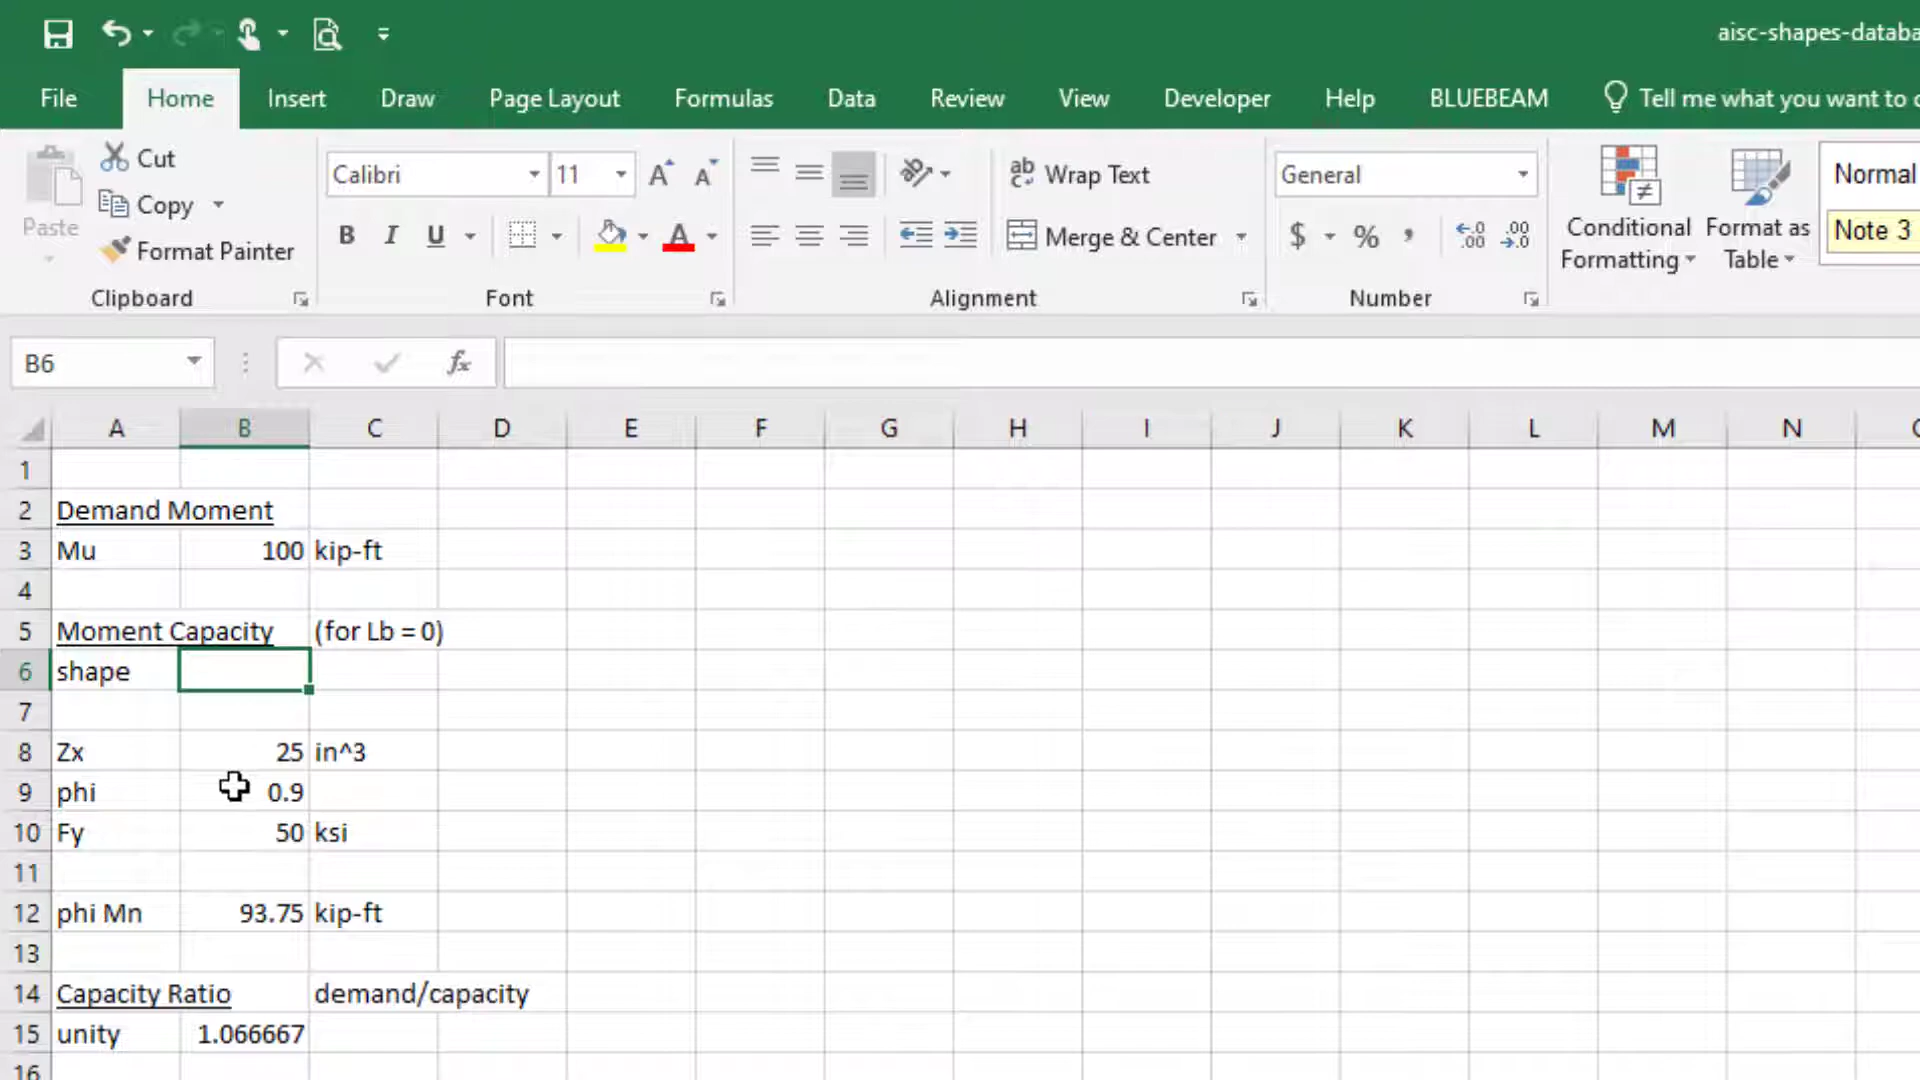 aisc-shapes-databa
File Home Insert Draw Page Layout Formulas Data Review View Developer Help BLUEBEAM Tell me what you want to
Cut
Calibri 11
ab Wrap Text
General
Normal
Paste
Copy
B I U
A
Merge & Center
$ % ,
Conditional Formatting
Format as Table
Note 3
Format Painter
Clipboard Font Alignment Number
B6 fx
A B C D E F G H I J K L M N
1
2 Demand Moment
3 Mu 100 kip-ft
4
5 Moment Capacity (for Lb = 0)
6 shape
7
8 Zx 25 in^3
9 phi 0.9
10 Fy 50 ksi
11
12 phi Mn 93.75 kip-ft
13
14 Capacity Ratio demand/capacity
15 unity 1.066667
16